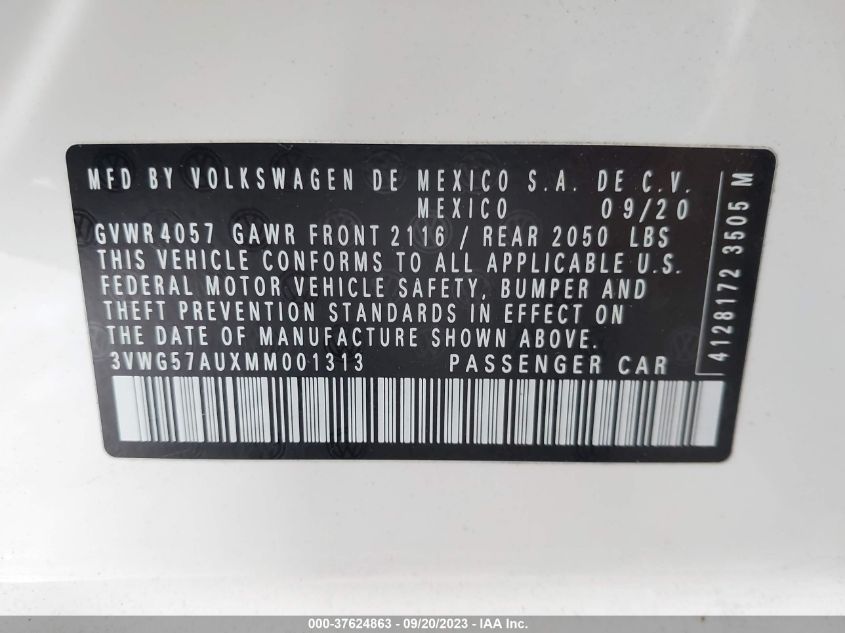 MFD BY VOLKSWAGEN DE MEXICO S.A. DE C.V.
MEXICO 09/20
GVWR4057 GAWR FRONT 2116 / REAR 2050 LBS
THIS VEHICLE CONFORMS TO ALL APPLICABLE U.S.
FEDERAL MOTOR VEHICLE SAFETY, BUMPER AND
THEFT PREVENTION STANDARDS IN EFFECT ON
THE DATE OF MANUFACTURE SHOWN ABOVE.
3VWG57AUXMM001313 PASSENGER CAR
4128172 3505 M
000-37624863 - 09/20/2023 - IAA Inc.